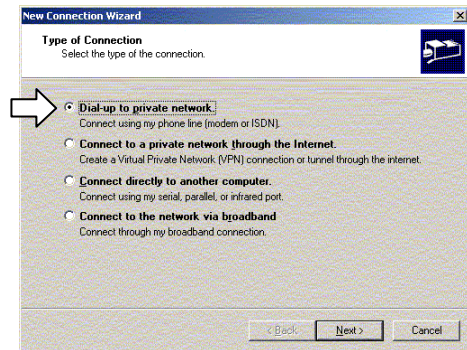 New Connection Wizard
Type of Connection
Select the type of the connection.
Dial-up to private network.
Connect using my phone line (modem or ISDN).
Connect to a private network through the Internet.
Create a Virtual Private Network (VPN) connection or tunnel through the internet.
Connect directly to another computer.
Connect using my serial, parallel, or infrared port.
Connect to the network via broadband
Connect through my broadband connection.
< Back Next > Cancel